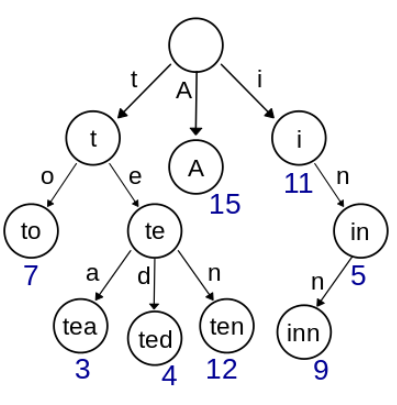 t A i
t A i
15 11
o e n
to te in
7 5
a d n n
tea ted ten inn
3 4 12 9